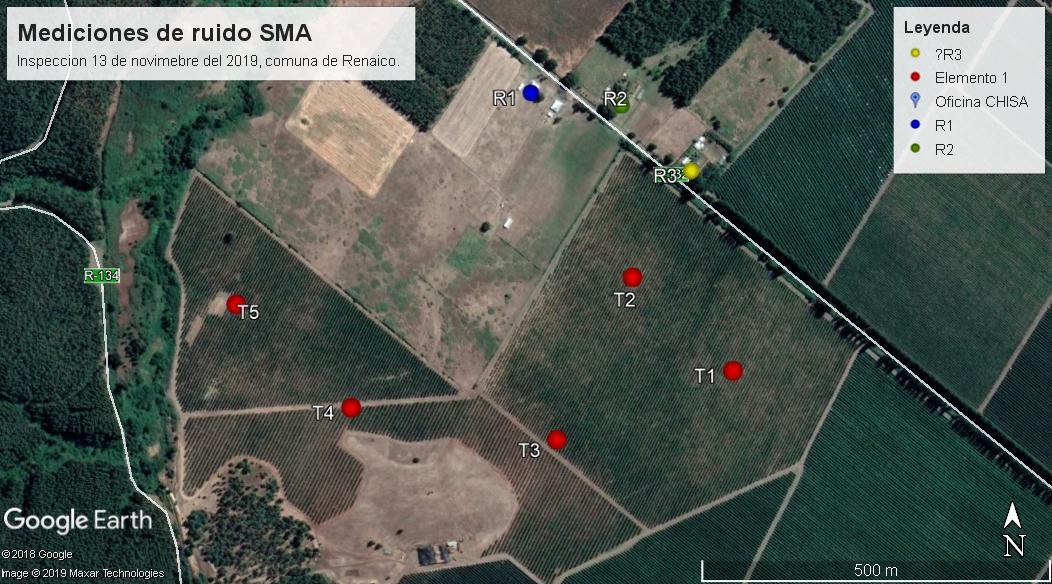 Mediciones de ruido SMA
Inspeccion 13 de novimebre del 2019, comuna de Renaico.
Leyenda
?R3
Elemento 1
Oficina CHISA
R1
R2
R1
R2
R3
R-134
T2
T5
T1
T4
T3
Google Earth
N
© 2018 Google
Image © 2019 Maxar Technologies
500 m